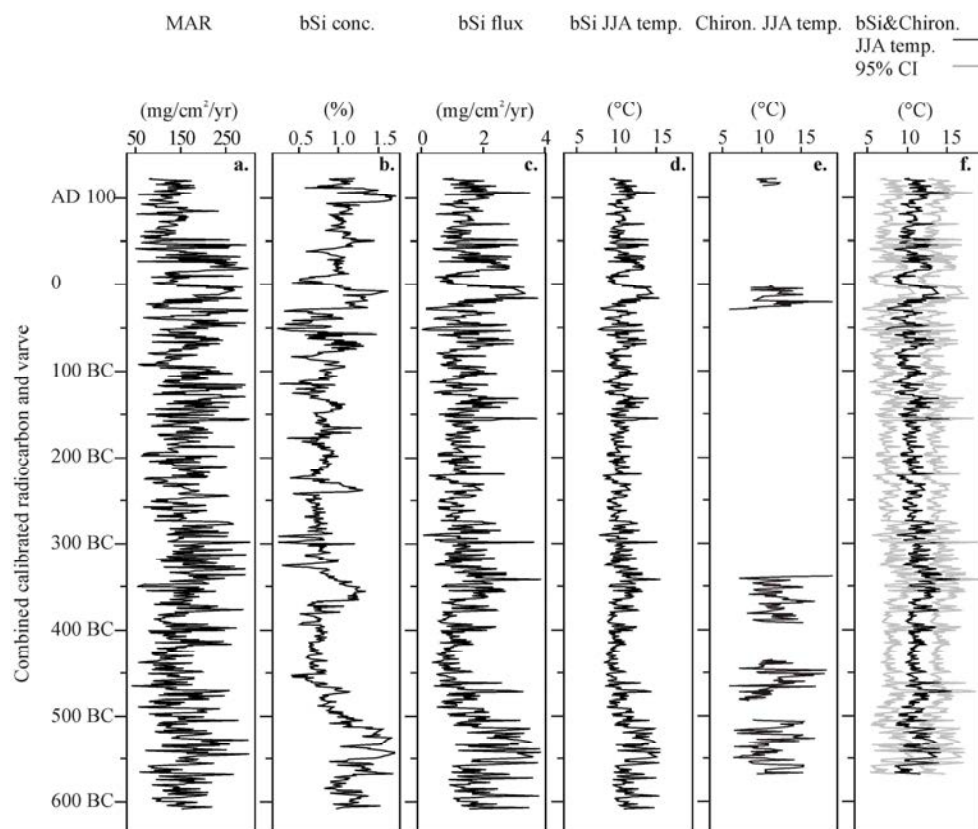 MAR bSi conc. bSi flux bSi JJA temp. Chiron. JJA temp. bSi&Chiron.
JJA temp.
95% CI
(mg/cm²/yr) (%) (mg/cm²/yr) (°C) (°C) (°C)
50 150 250 0.5 1.0 1.5 0 2 4 5 10 15 5 10 15 5 10 15
a. b. c. d. e. f.
AD 100
0
100 BC
200 BC
300 BC
400 BC
500 BC
600 BC
Combined calibrated radiocarbon and varve